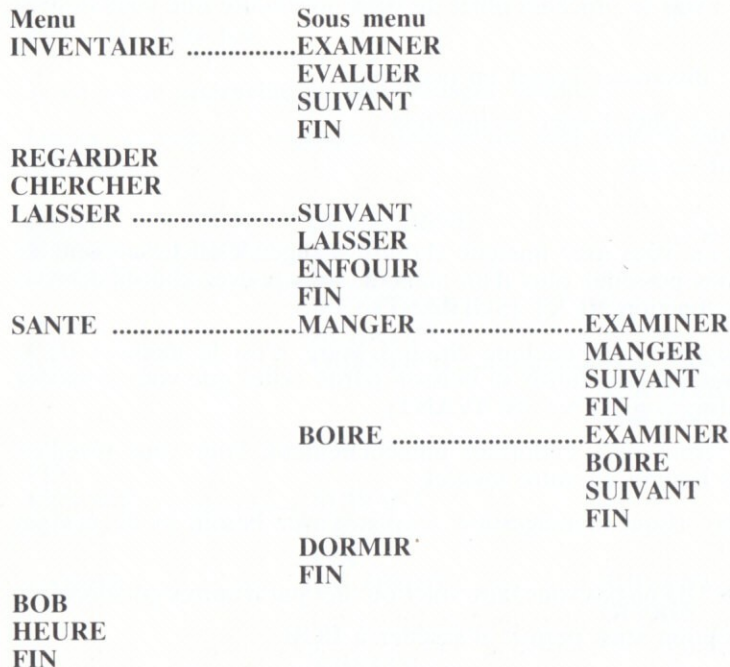 Menu Sous menu
INVENTAIRE ................EXAMINER
EVALUER
SUIVANT
FIN
REGARDER
CHERCHER
LAISSER ........................SUIVANT
LAISSER
ENFOUIR
FIN
SANTE ...........................MANGER .......................EXAMINER
MANGER
SUIVANT
FIN
BOIRE ............................EXAMINER
BOIRE
SUIVANT
FIN
DORMIR
FIN
BOB
HEURE
FIN